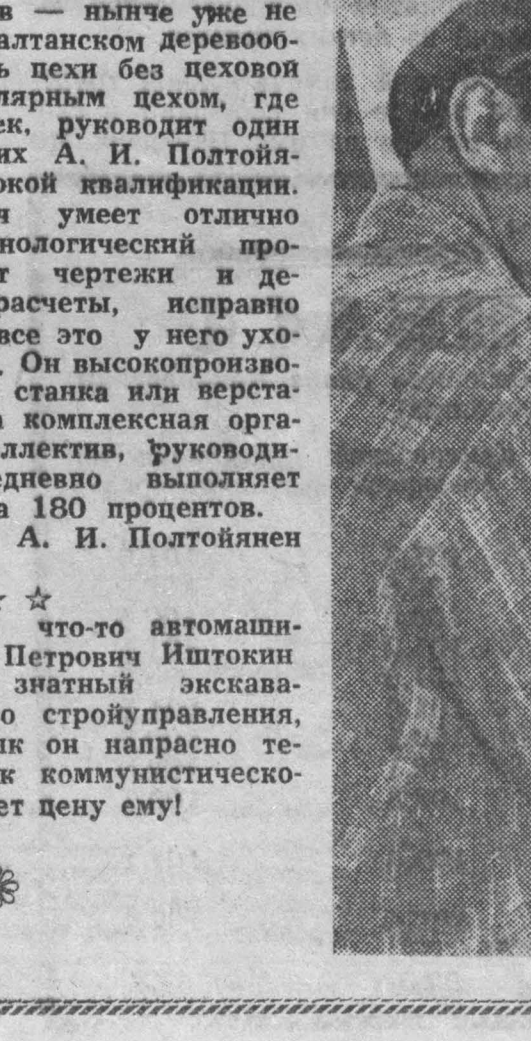 в — нынче уже не
алтанском деревооб-
ь цехи без цеховой
лярным цехом, где
ек, руководит один
их А. И. Полтойя-
окой квалификации.
ч умеет отлично
нологический про-
т чертежи и де-
расчеты, исправно
все это у него ухо-
. Он высокопроизво-
станка или верста-
а комплексная орга-
ллектив, руководи-
едневно выполняет
а 180 процентов.
А. И. Полтойянен
что-то автомаши-
Петрович Иштокин
знатный экскава-
о стройуправления,
ык он напрасно те-
к коммунистическо-
ет цену ему!